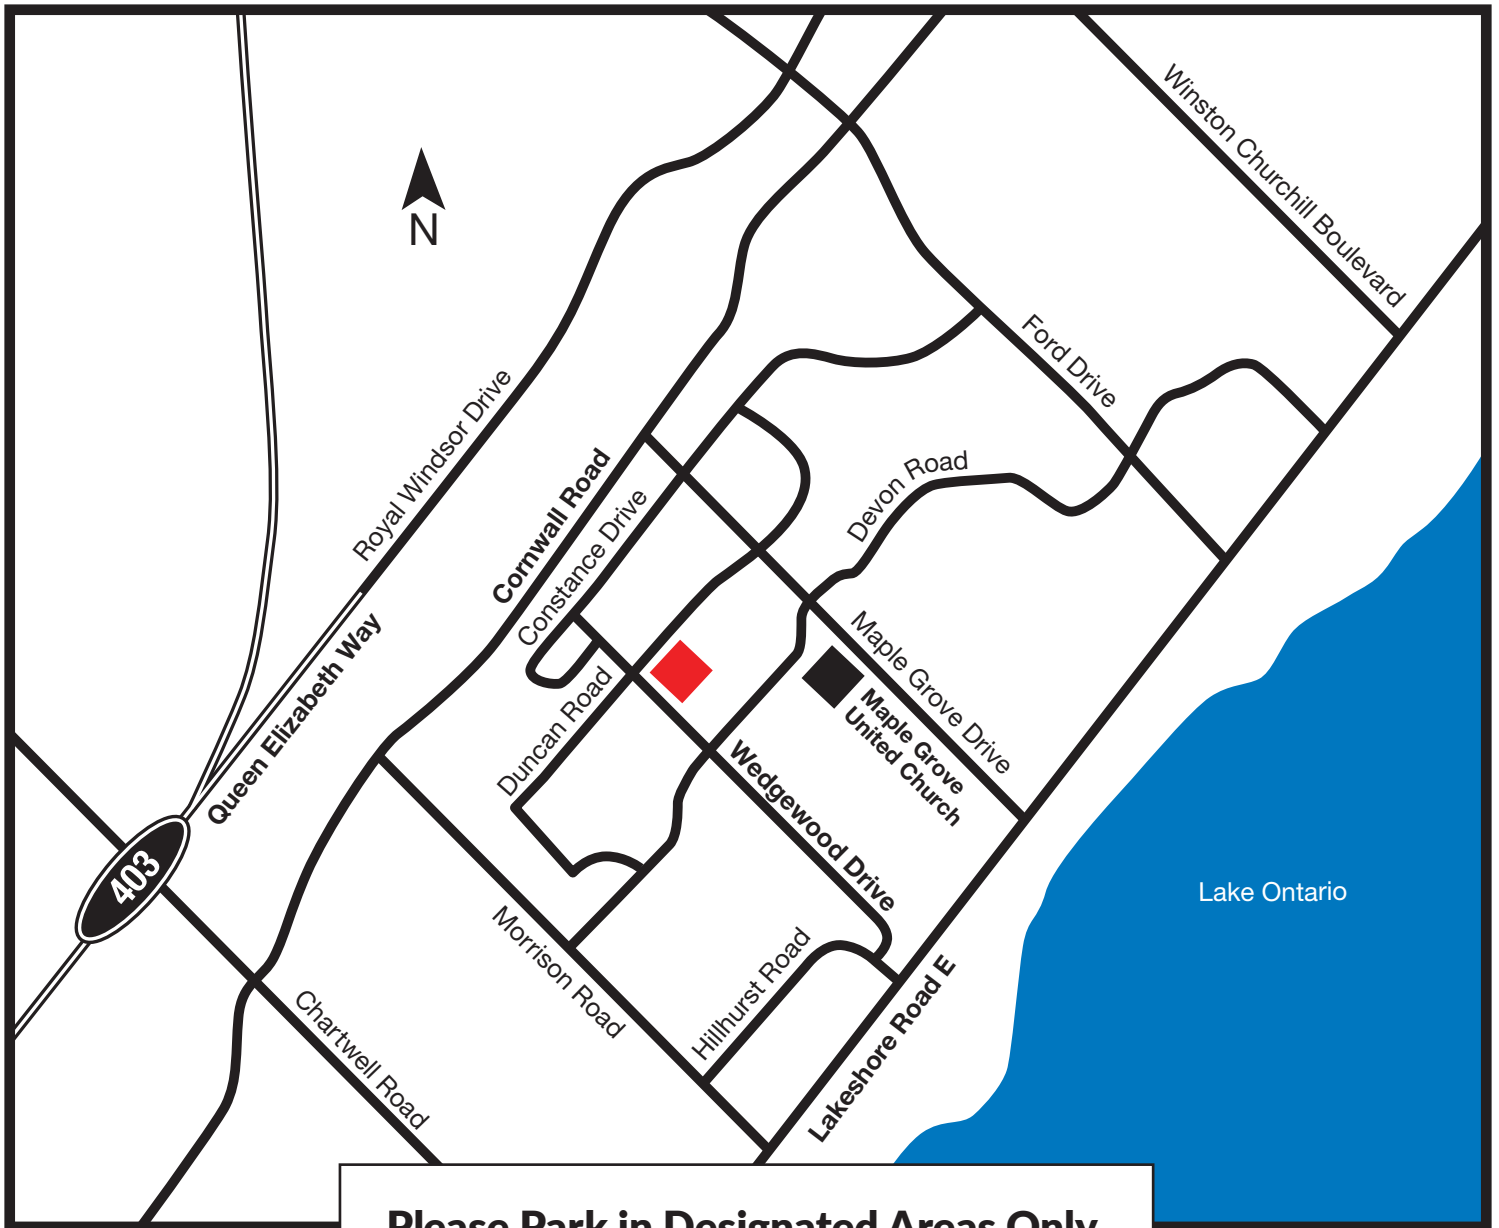 Winston Churchill Boulevard
N
Ford Drive
Royal Windsor Drive
Cornwall Road
Devon Road
Constance Drive
Queen Elizabeth Way
Maple Grove Drive
Duncan Road
Maple Grove
United Church
Wedgewood Drive
403
Lake Ontario
Morrison Road
Hillhurst Road
Lakeshore Road E
Chartwell Road
Please Park in Designated Areas Only